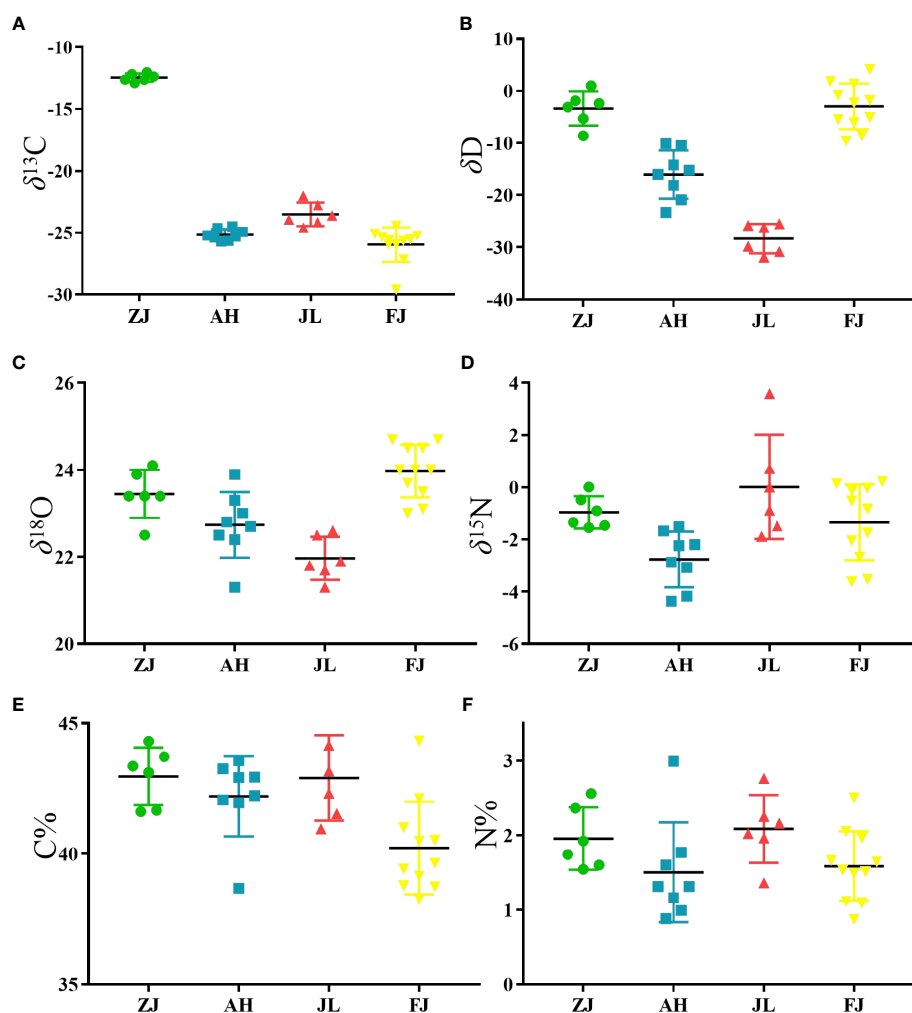 A
δ¹³C
-10
-15
-20
-25
-30
ZJ AH JL FJ
B
δD
10
0
-10
-20
-30
-40
ZJ AH JL FJ
C
δ¹⁸O
26
24
22
20
ZJ AH JL FJ
D
δ¹⁵N
4
2
0
-2
-4
-6
ZJ AH JL FJ
E
C%
45
40
35
ZJ AH JL FJ
F
N%
3
2
1
0
ZJ AH JL FJ